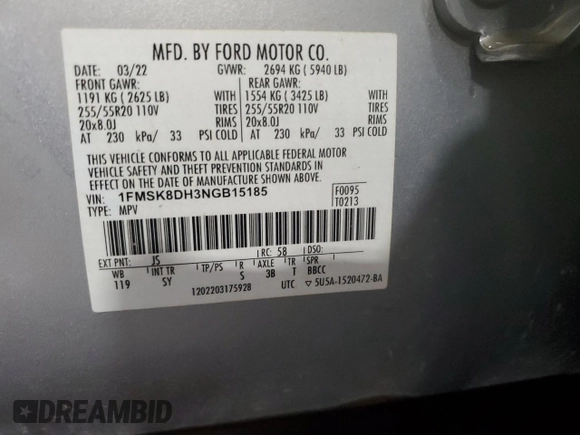 MFD. BY FORD MOTOR CO.
DATE: 03/22 GVWR: 2694 KG ( 5940 LB)
FRONT GAWR: REAR GAWR:
1191 KG ( 2625 LB) WITH 1554 KG ( 3425 LB) WITH
255/55R20 110V TIRES 255/55R20 110V TIRES
20x8.0J RIMS 20x8.0J RIMS
AT 230 kPa/ 33 PSI COLD AT 230 kPa/ 33 PSI COLD
THIS VEHICLE CONFORMS TO ALL APPLICABLE FEDERAL MOTOR
VEHICLE SAFETY AND THEFT PREVENTION STANDARDS IN
EFFECT ON THE DATE OF MANUFACTURE SHOWN ABOVE.
VIN: 1FMSK8DH3NGB15185 F0095
TYPE: MPV T0213
EXT PNT: JS RC: 58 DSO:
WB INT TR TP/PS R AXLE TR SPR
119 SY S 3B T BBCC
1202203175928 UTC ▽ 5U5A-1520472-BA
DREAMBID